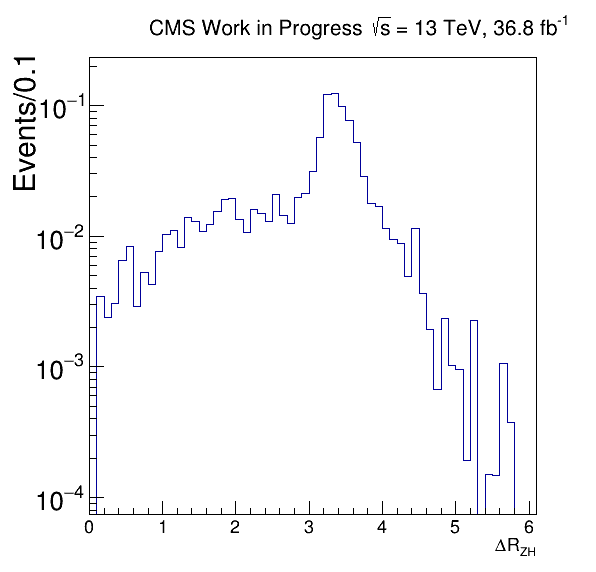 CMS Work in Progress √s = 13 TeV, 36.8 fb⁻¹
Events/0.1
10⁻¹
10⁻²
10⁻³
10⁻⁴
0 1 2 3 4 5 6
ΔR_ZH